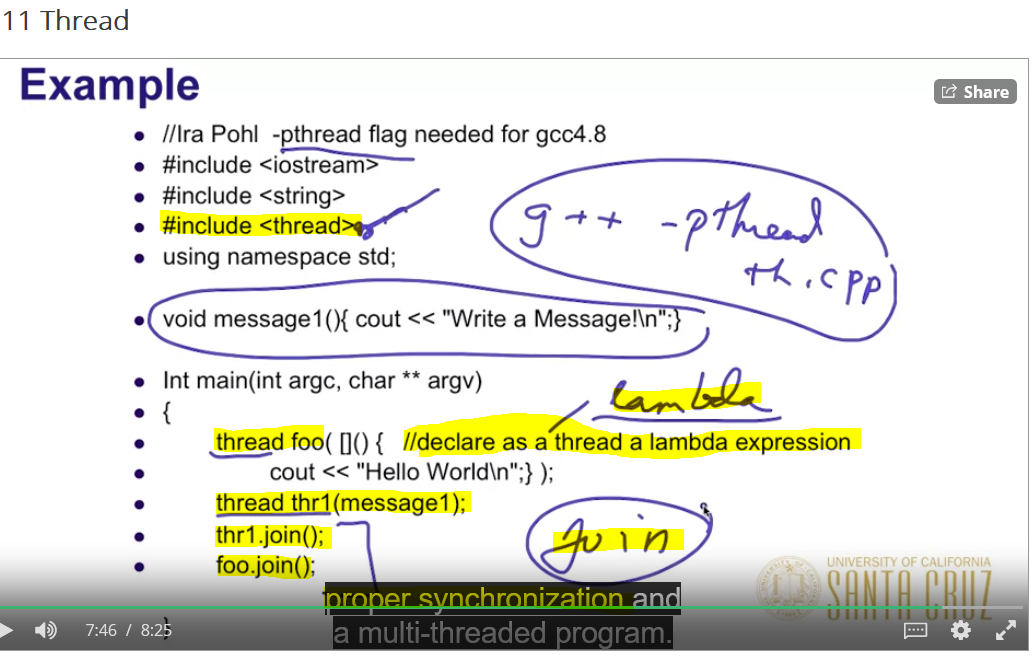 11 Thread
Example
Share
//Ira Pohl -pthread flag needed for gcc4.8
#include <iostream>
#include <string>
#include <thread>
using namespace std;
g++ -pthread
th.cpp
void message1(){ cout << "Write a Message!\n";}
Int main(int argc, char ** argv)
lambda
{
thread foo( []() { //declare as a thread a lambda expression
cout << "Hello World\n";} );
thread thr1(message1);
thr1.join();
join
foo.join();
UNIVERSITY OF CALIFORNIA
SANTA CRUZ
proper synchronization and
a multi-threaded program.
}
7:46 / 8:25